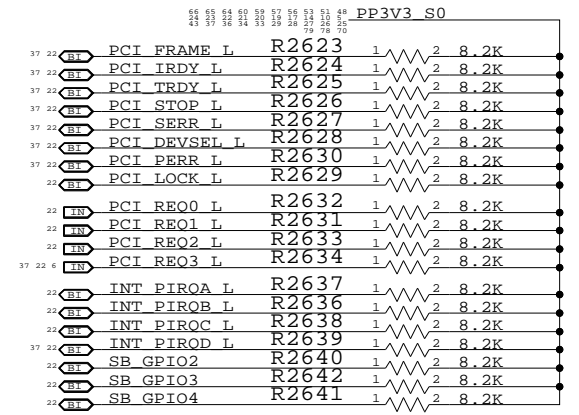 66 65 64 60 59 57 56 53 51 48 PP3V3_S0
24 23 22 21 20 19 17 14 10 5
43 37 36 34 33 29 28 27 26 25
79 78 70
37 22 BI PCI_FRAME_L R2623 1 2 8.2K
37 22 BI PCI_IRDY_L R2624 1 2 8.2K
37 22 BI PCI_TRDY_L R2625 1 2 8.2K
37 22 BI PCI_STOP_L R2626 1 2 8.2K
37 22 BI PCI_SERR_L R2627 1 2 8.2K
37 22 BI PCI_DEVSEL_L R2628 1 2 8.2K
37 22 BI PCI_PERR_L R2630 1 2 8.2K
22 BI PCI_LOCK_L R2629 1 2 8.2K
22 IN PCI_REQ0_L R2632 1 2 8.2K
22 IN PCI_REQ1_L R2631 1 2 8.2K
22 IN PCI_REQ2_L R2633 1 2 8.2K
37 22 6 IN PCI_REQ3_L R2634 1 2 8.2K
22 BI INT_PIRQA_L R2637 1 2 8.2K
22 BI INT_PIRQB_L R2636 1 2 8.2K
22 BI INT_PIRQC_L R2638 1 2 8.2K
37 22 BI INT_PIRQD_L R2639 1 2 8.2K
22 BI SB_GPIO2 R2640 1 2 8.2K
22 BI SB_GPIO3 R2642 1 2 8.2K
22 BI SB_GPIO4 R2641 1 2 8.2K